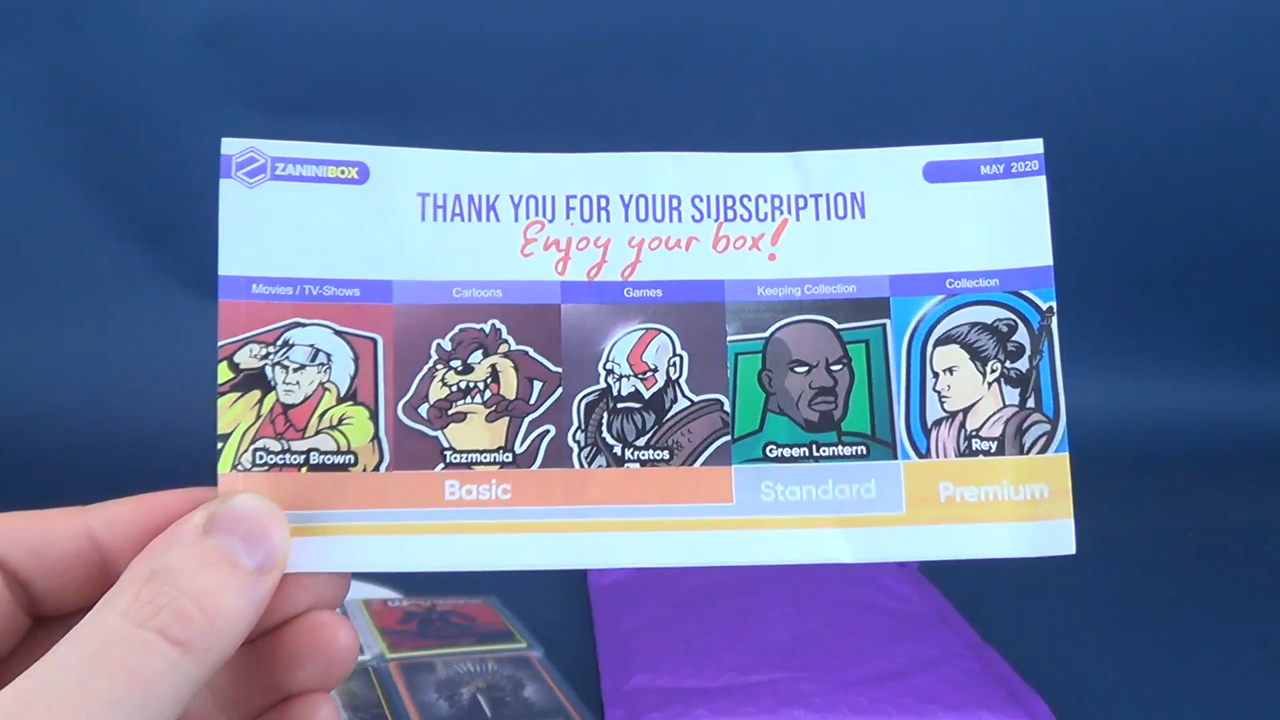 ZANINIBOX
MAY 2020
THANK YOU FOR YOUR SUBSCRIPTION
Enjoy your box!
Movies / TV-Shows
Cartoons
Games
Keeping Collection
Collection
Doctor Brown
Tazmania
Kratos
Green Lantern
Rey
Basic
Standard
Premium